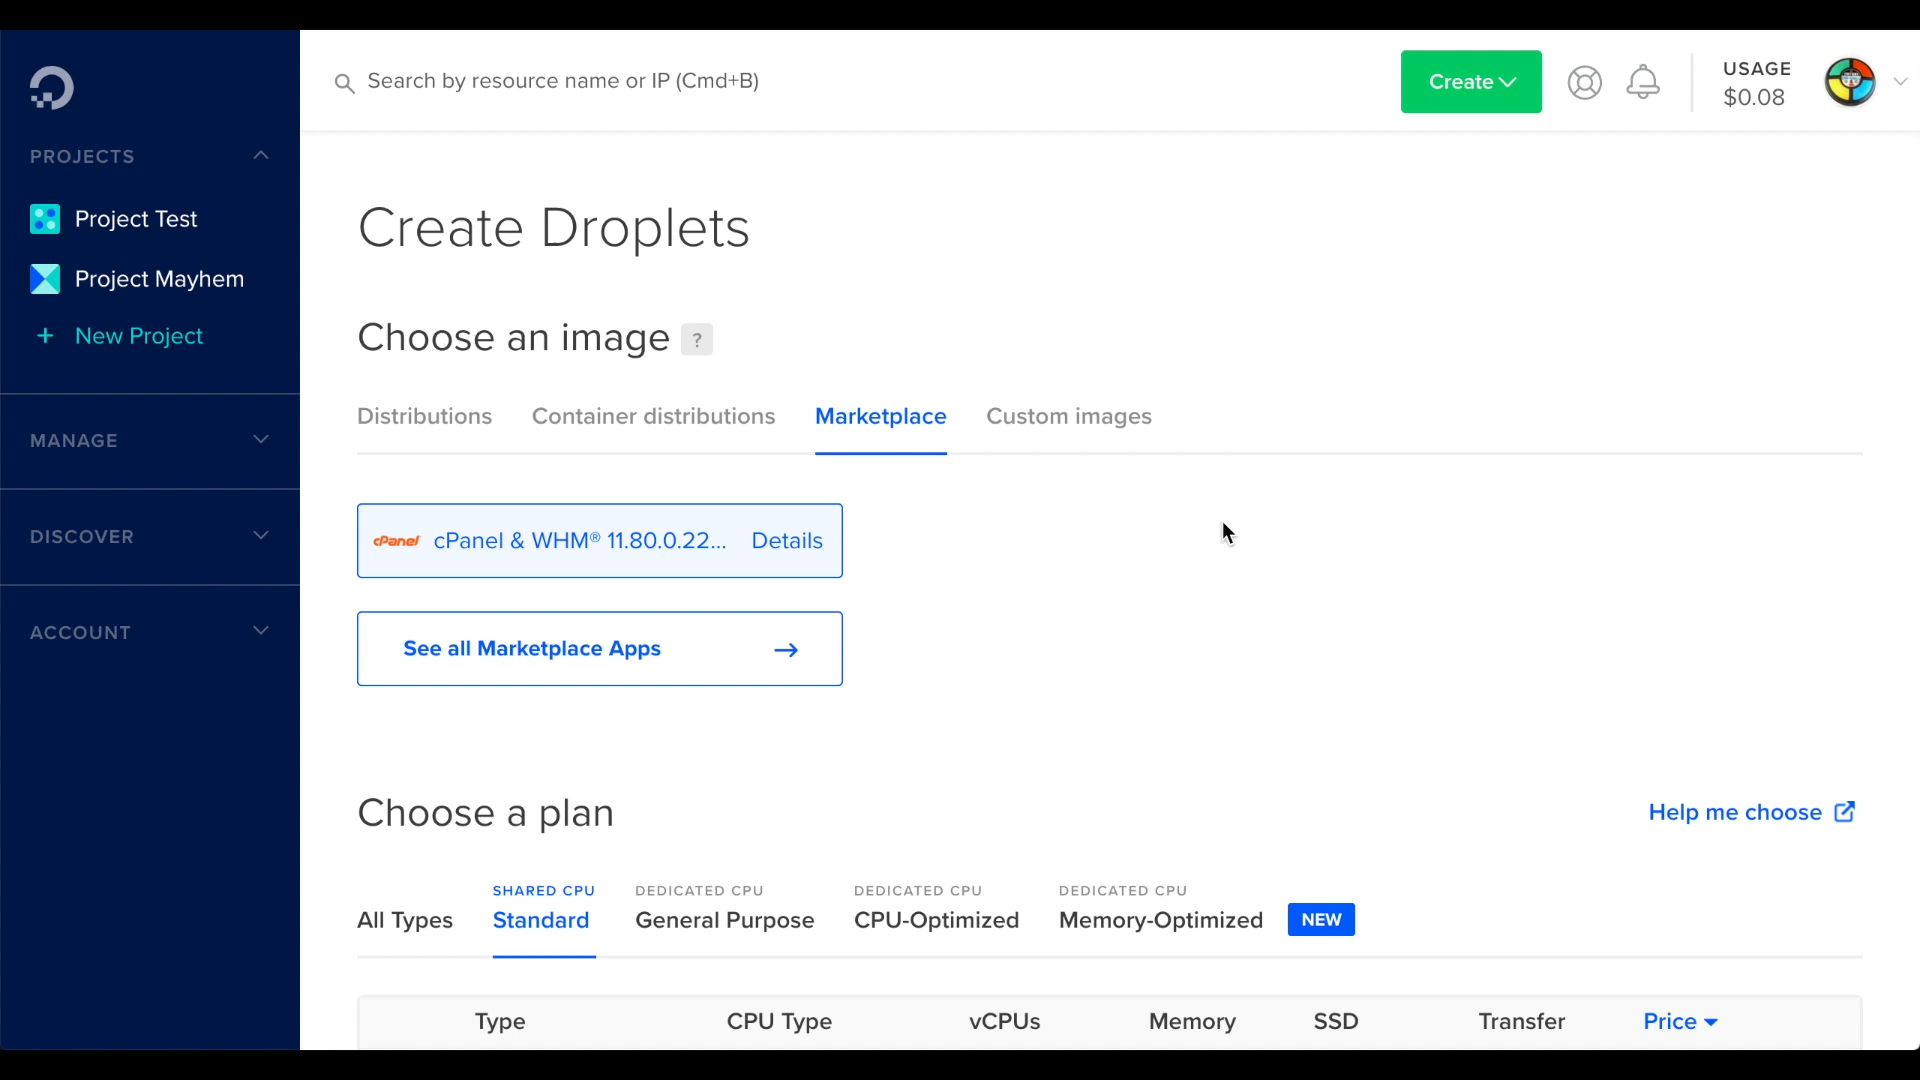 Search by resource name or IP (Cmd+B)
Create
USAGE
$0.08
PROJECTS
Project Test
Project Mayhem
+ New Project
MANAGE
DISCOVER
ACCOUNT
Create Droplets
Choose an image ?
Distributions Container distributions Marketplace Custom images
cPanel cPanel & WHM® 11.80.0.22... Details
See all Marketplace Apps →
Choose a plan
Help me choose
SHARED CPU DEDICATED CPU DEDICATED CPU DEDICATED CPU
All Types Standard General Purpose CPU-Optimized Memory-Optimized NEW
Type CPU Type vCPUs Memory SSD Transfer Price